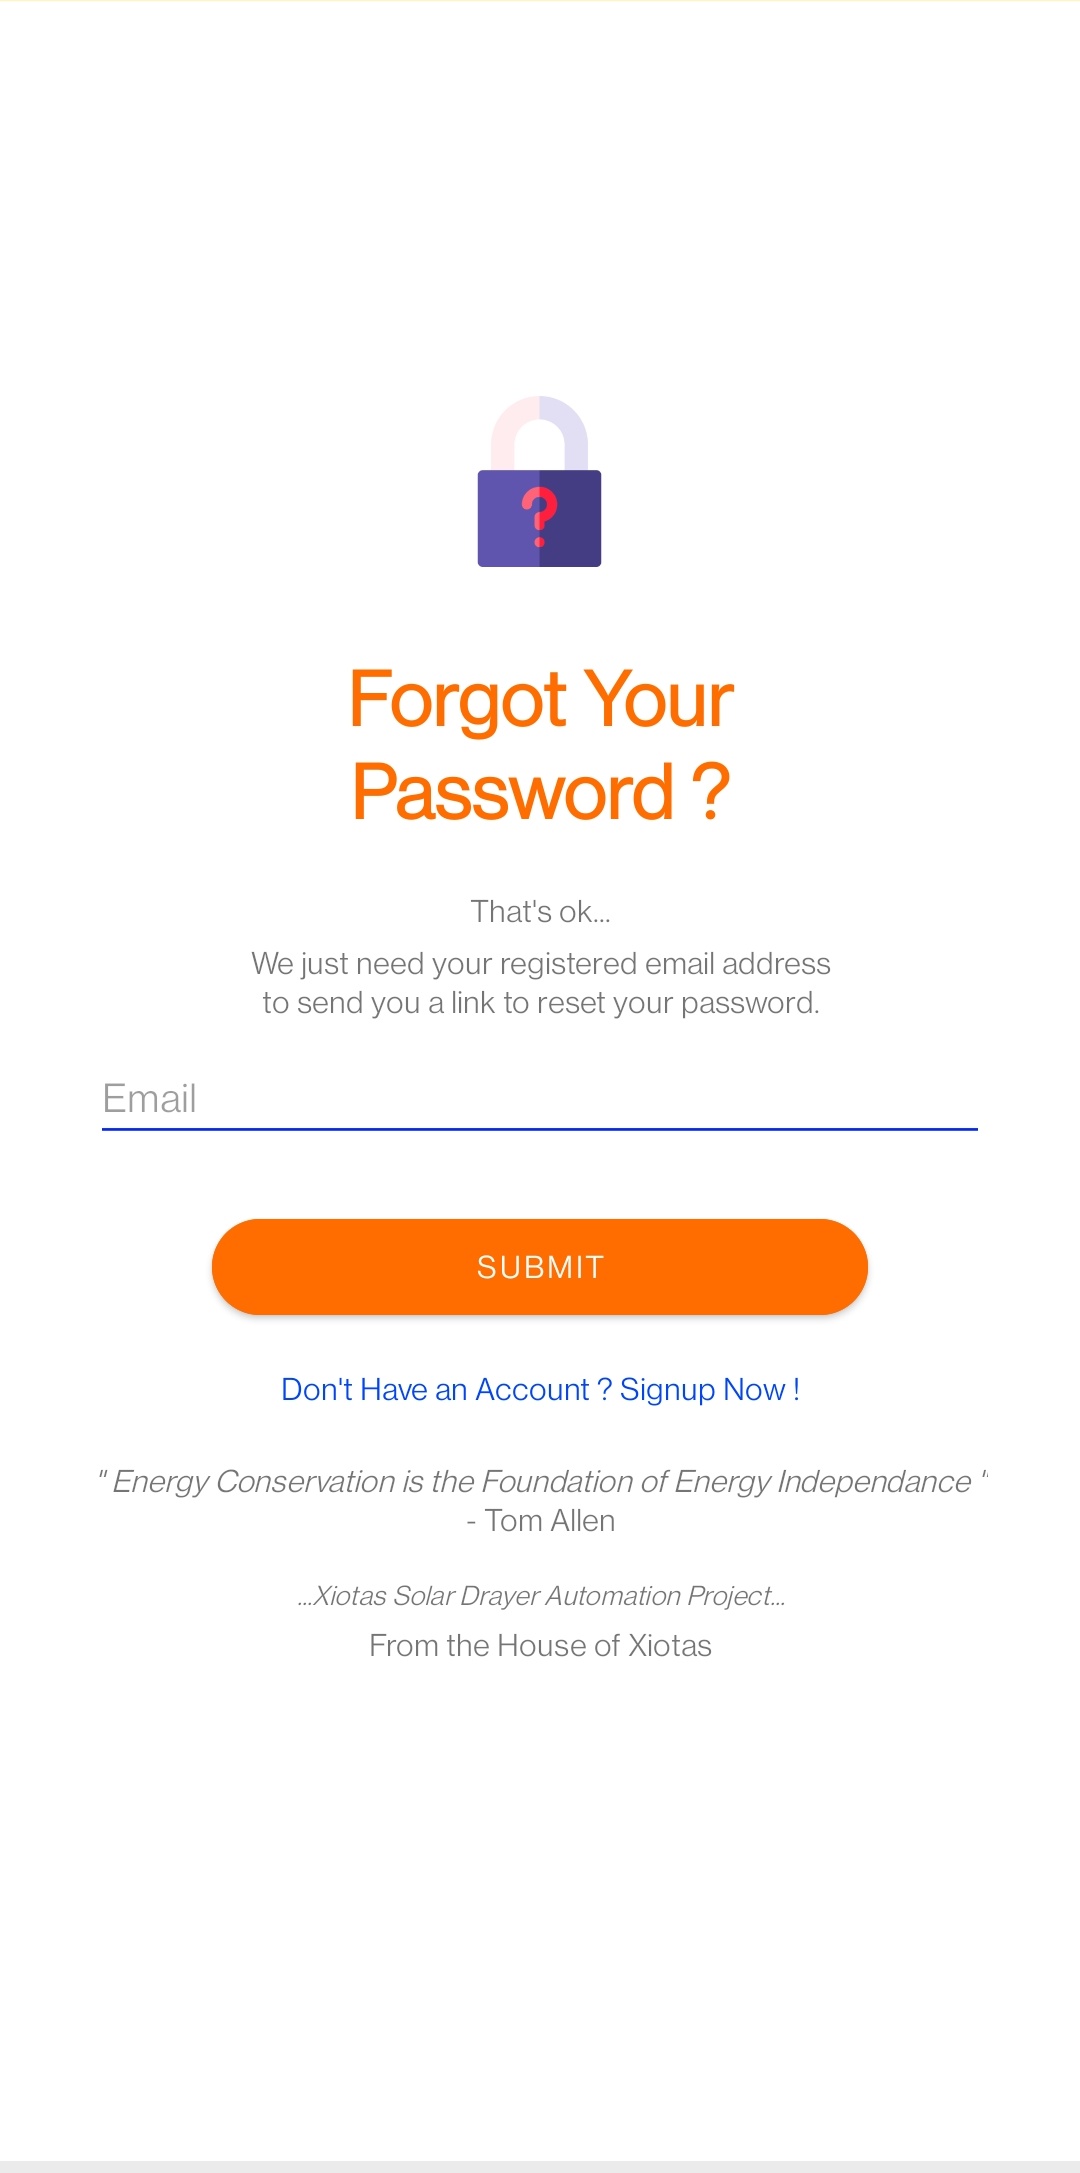 ?
Forgot Your
Password ?
That's ok...
We just need your registered email address
to send you a link to reset your password.
Email
SUBMIT
Don't Have an Account ? Signup Now !
" Energy Conservation is the Foundation of Energy Independance "
- Tom Allen
...Xiotas Solar Drayer Automation Project...
From the House of Xiotas